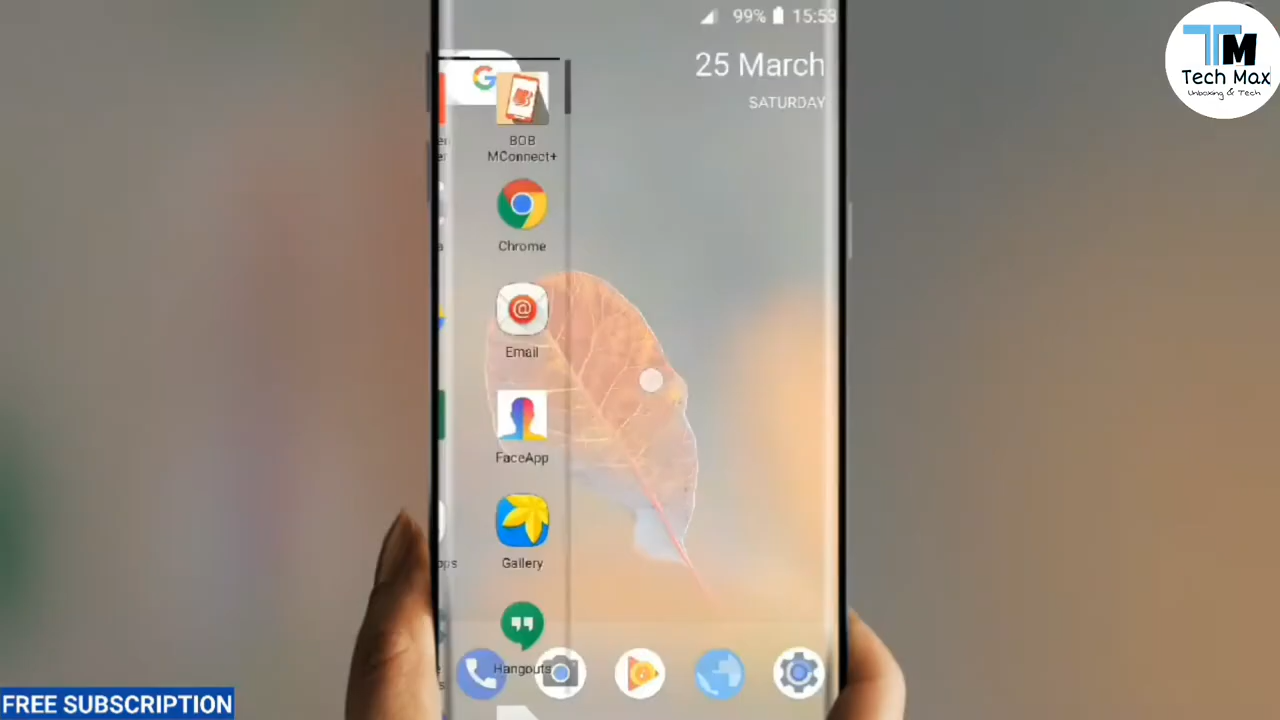 99% 15:53
25 March
SATURDAY
TM
Tech Max
Unboxing & Tech
G
BOB
MConnect+
Chrome
@
Email
FaceApp
Gallery
Hangouts
FREE SUBSCRIPTION